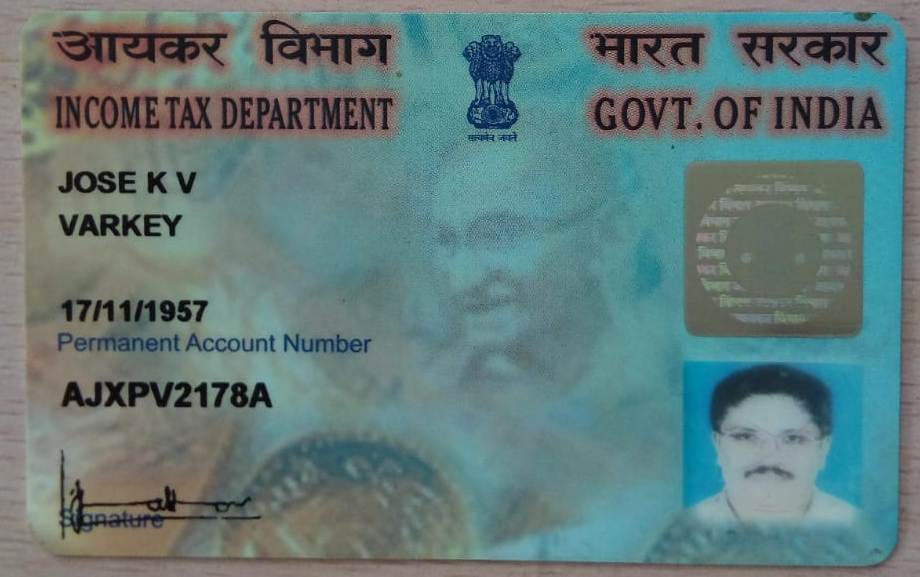 आयकर विभाग
भारत सरकार
INCOME TAX DEPARTMENT
GOVT. OF INDIA
सत्यमेव जयते
JOSE K V
VARKEY
17/11/1957
Permanent Account Number
AJXPV2178A
Signature